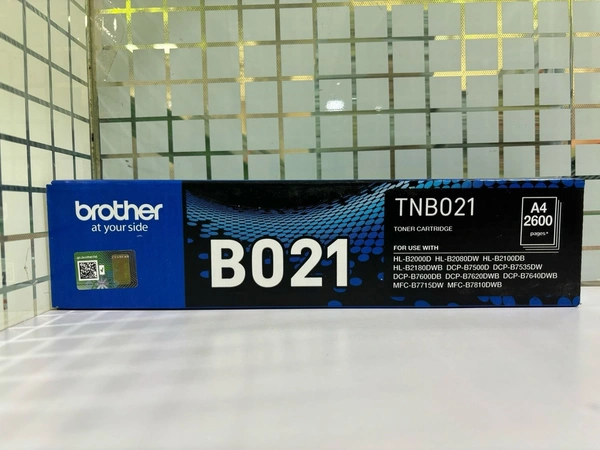 brother
at your side
B021
TNB021
TONER CARTRIDGE
A4
2600
pages*
FOR USE WITH
HL-B2000D HL-B2080DW HL-B2100DB
HL-B2180DWB DCP-B7500D DCP-B7535DW
DCP-B7600DB DCP-B7620DWB DCP-B7640DWB
MFC-B7715DW MFC-B7810DWB